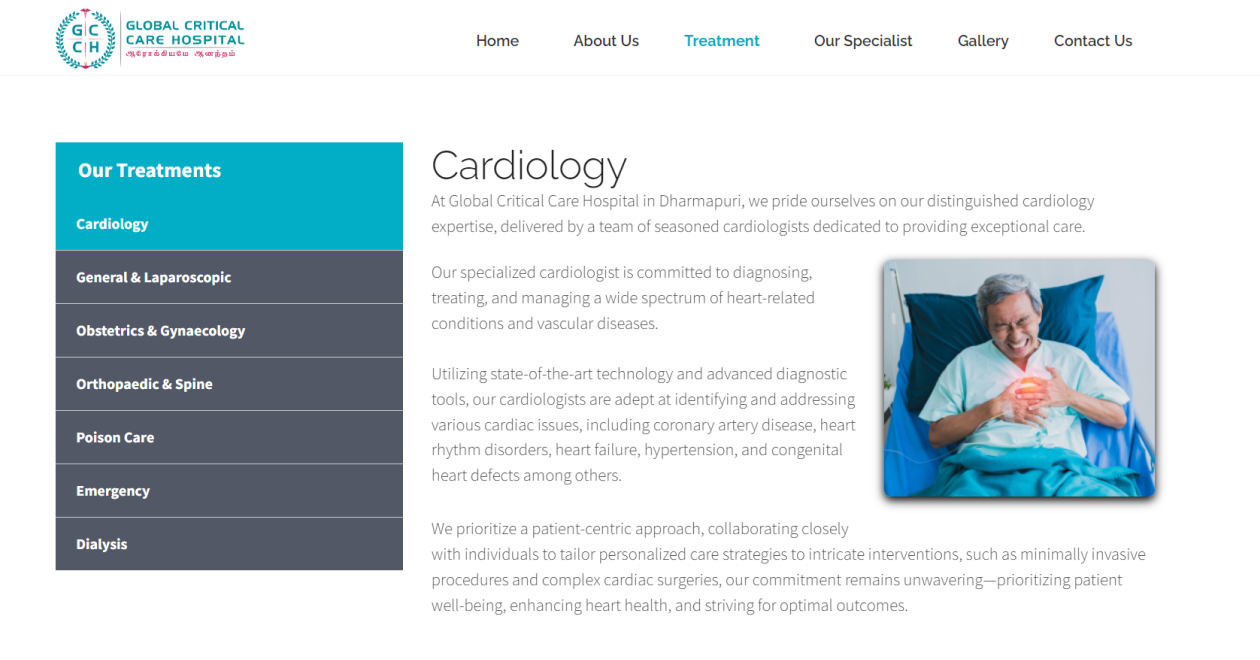 G C
C H
GLOBAL CRITICAL
CARE HOSPITAL
ஆரோக்கியமே ஆனந்தம்
Home
About Us
Treatment
Our Specialist
Gallery
Contact Us
Our Treatments
Cardiology
General & Laparoscopic
Obstetrics & Gynaecology
Orthopaedic & Spine
Poison Care
Emergency
Dialysis
Cardiology
At Global Critical Care Hospital in Dharmapuri, we pride ourselves on our distinguished cardiology
expertise, delivered by a team of seasoned cardiologists dedicated to providing exceptional care.
Our specialized cardiologist is committed to diagnosing,
treating, and managing a wide spectrum of heart-related
conditions and vascular diseases.
Utilizing state-of-the-art technology and advanced diagnostic
tools, our cardiologists are adept at identifying and addressing
various cardiac issues, including coronary artery disease, heart
rhythm disorders, heart failure, hypertension, and congenital
heart defects among others.
We prioritize a patient-centric approach, collaborating closely
with individuals to tailor personalized care strategies to intricate interventions, such as minimally invasive
procedures and complex cardiac surgeries, our commitment remains unwavering—prioritizing patient
well-being, enhancing heart health, and striving for optimal outcomes.